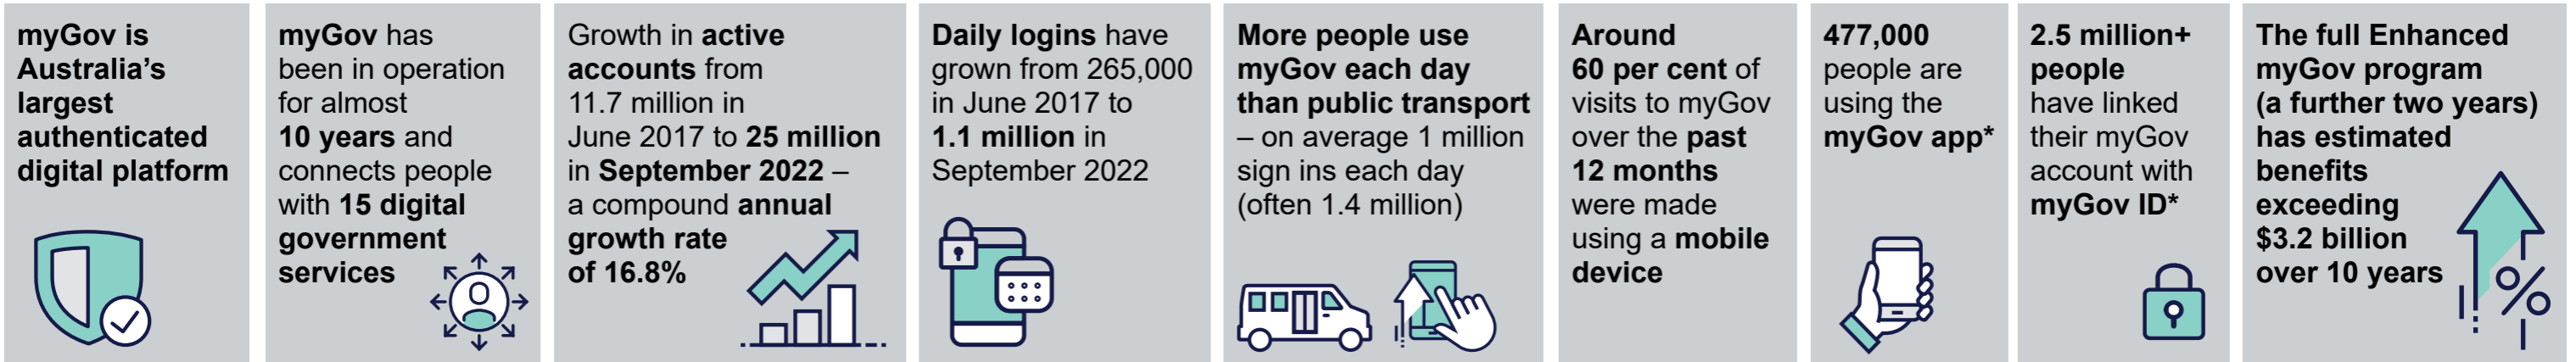 myGov is
Australia’s
largest
authenticated
digital platform
myGov has
been in operation
for almost
10 years and
connects people
with 15 digital
government
services
Growth in active
accounts from
11.7 million in
June 2017 to 25 million
in September 2022 –
a compound annual
growth rate
of 16.8%
Daily logins have
grown from 265,000
in June 2017 to
1.1 million in
September 2022
More people use
myGov each day
than public transport
– on average 1 million
sign ins each day
(often 1.4 million)
Around
60 per cent of
visits to myGov
over the past
12 months
were made
using a mobile
device
477,000
people are
using the
myGov app*
2.5 million+
people
have linked
their myGov
account with
myGov ID*
The full Enhanced
myGov program
(a further two years)
has estimated
benefits
exceeding
$3.2 billion
over 10 years
%